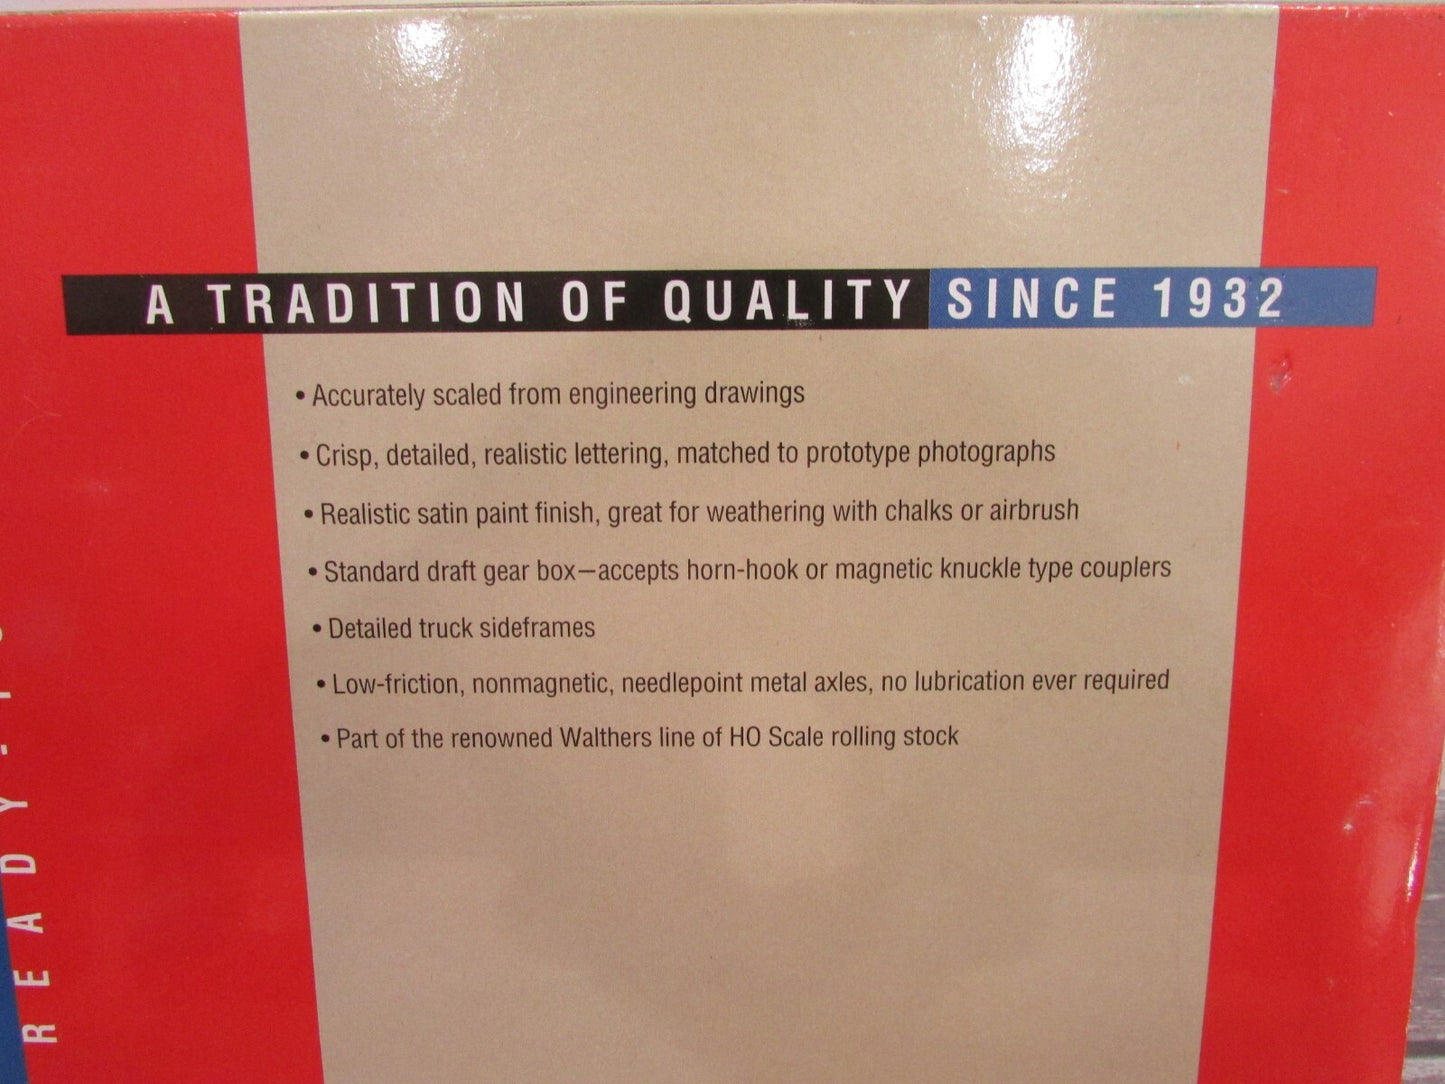 A TRADITION OF QUALITY SINCE 1932
• Accurately scaled from engineering drawings
• Crisp, detailed, realistic lettering, matched to prototype photographs
• Realistic satin paint finish, great for weathering with chalks or airbrush
• Standard draft gear box—accepts horn-hook or magnetic knuckle type couplers
• Detailed truck sideframes
• Low-friction, nonmagnetic, needlepoint metal axles, no lubrication ever required
• Part of the renowned Walthers line of HO Scale rolling stock
READY-